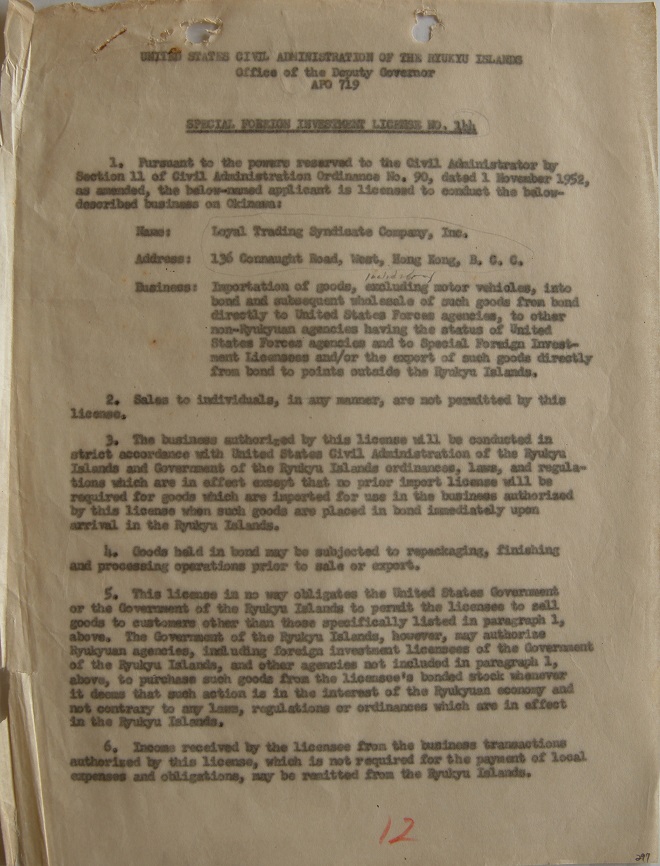 UNITED STATES CIVIL ADMINISTRATION OF THE RYUKYU ISLANDS
Office of the Deputy Governor
APO 719
SPECIAL FOREIGN INVESTMENT LICENSE NO. 144
1. Pursuant to the powers reserved to the Civil Administrator by
Section 11 of Civil Administration Ordinance No. 90, dated 1 November 1952,
as amended, the below-named applicant is licensed to conduct the below-
described business on Okinawa:
Name: Loyal Trading Syndicate Company, Inc.
Address: 136 Connaught Road, West, Hong Kong, B. C. C.
including
Business: Importation of goods, excluding motor vehicles, into
bond and subsequent wholesale of such goods from bond
directly to United States Forces agencies, to other
non-Ryukyuan agencies having the status of United
States Forces agencies and to Special Foreign Invest-
ment Licensees and/or the export of such goods directly
from bond to points outside the Ryukyu Islands.
2. Sales to individuals, in any manner, are not permitted by this
license.
3. The business authorized by this license will be conducted in
strict accordance with United States Civil Administration of the Ryukyu
Islands and Government of the Ryukyu Islands ordinances, laws, and regula-
tions which are in effect except that no prior import license will be
required for goods which are imported for use in the business authorized
by this license when such goods are placed in bond immediately upon
arrival in the Ryukyu Islands.
4. Goods held in bond may be subjected to repackaging, finishing
and processing operations prior to sale or export.
5. This license in no way obligates the United States Government
or the Government of the Ryukyu Islands to permit the licensee to sell
goods to customers other than those specifically listed in paragraph 1,
above. The Government of the Ryukyu Islands, however, may authorize
Ryukyuan agencies, including foreign investment licensees of the Government
of the Ryukyu Islands, and other agencies not included in paragraph 1,
above, to purchase such goods from the licensee's bonded stock whenever
it deems that such action is in the interest of the Ryukyuan economy and
not contrary to any laws, regulations or ordinances which are in effect
in the Ryukyu Islands.
6. Income received by the licensee from the business transactions
authorized by this license, which is not required for the payment of local
expenses and obligations, may be remitted from the Ryukyu Islands.
12
297